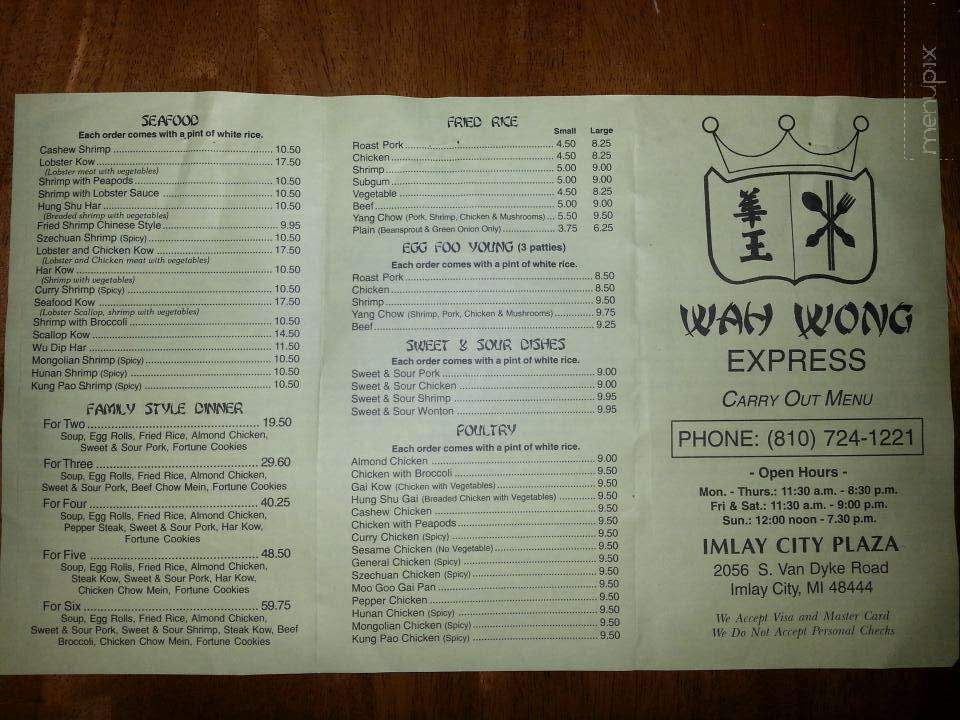 SEAFOOD
Each order comes with a pint of white rice.
Cashew Shrimp 10.50
Lobster Kow 17.50
(Lobster meat with vegetables)
Shrimp with Peapods 10.50
Shrimp with Lobster Sauce 10.50
Hung Shu Har 10.50
(Breaded shrimp with vegetables)
Fried Shrimp Chinese Style 9.95
Szechuan Shrimp (Spicy) 10.50
Lobster and Chicken Kow 17.50
(Lobster and Chicken meat with vegetables)
Har Kow 10.50
(Shrimp with vegetables)
Curry Shrimp (Spicy) 10.50
Seafood Kow 17.50
(Lobster Scallop, shrimp with vegetables)
Shrimp with Broccoli 10.50
Scallop Kow 14.50
Wu Dip Har 11.50
Mongolian Shrimp (Spicy) 10.50
Hunan Shrimp (Spicy) 10.50
Kung Pao Shrimp (Spicy) 10.50
FAMILY STYLE DINNER
For Two 19.50
Soup, Egg Rolls, Fried Rice, Almond Chicken,
Sweet & Sour Pork, Fortune Cookies
For Three 29.60
Soup, Egg Rolls, Fried Rice, Almond Chicken,
Sweet & Sour Pork, Beef Chow Mein, Fortune Cookies
For Four 40.25
Soup, Egg Rolls, Fried Rice, Almond Chicken,
Pepper Steak, Sweet & Sour Pork, Har Kow,
Fortune Cookies
For Five 48.50
Soup, Egg Rolls, Fried Rice, Almond Chicken,
Steak Kow, Sweet & Sour Pork, Har Kow,
Chicken Chow Mein, Fortune Cookies
For Six 59.75
Soup, Egg Rolls, Fried Rice, Almond Chicken,
Sweet & Sour Pork, Sweet & Sour Shrimp, Steak Kow, Beef
Broccoli, Chicken Chow Mein, Fortune Cookies
FRIED RICE
Small Large
Roast Pork 4.50 8.25
Chicken 4.50 8.25
Shrimp 5.00 9.00
Subgum 5.00 9.00
Vegetable 4.50 8.25
Beef 5.00 9.00
Yang Chow (Pork, Shrimp, Chicken & Mushrooms) 5.50 9.50
Plain (Beansprout & Green Onion Only) 3.75 6.25
EGG FOO YOUNG (3 patties)
Each order comes with a pint of white rice.
Roast Pork 8.50
Chicken 8.50
Shrimp 9.50
Yang Chow (Shrimp, Pork, Chicken & Mushrooms) 9.75
Beef 9.25
SWEET & SOUR DISHES
Each order comes with a pint of white rice.
Sweet & Sour Pork 9.00
Sweet & Sour Chicken 9.00
Sweet & Sour Shrimp 9.95
Sweet & Sour Wonton 9.95
POULTRY
Each order comes with a pint of white rice.
Almond Chicken 9.00
Chicken with Broccoli 9.50
Gai Kow (Chicken with Vegetables) 9.50
Hung Shu Gai (Breaded Chicken with Vegetables) 9.50
Cashew Chicken 9.50
Chicken with Peapods 9.50
Curry Chicken (Spicy) 9.50
Sesame Chicken (No Vegetable) 9.50
General Chicken (Spicy) 9.50
Szechuan Chicken (Spicy) 9.50
Moo Goo Gai Pan 9.50
Pepper Chicken 9.50
Hunan Chicken (Spicy) 9.50
Mongolian Chicken (Spicy) 9.50
Kung Pao Chicken (Spicy) 9.50
華王
WAH WONG
EXPRESS
CARRY OUT MENU
PHONE: (810) 724-1221
- Open Hours -
Mon. - Thurs.: 11:30 a.m. - 8:30 p.m.
Fri & Sat.: 11:30 a.m. - 9:00 p.m.
Sun.: 12:00 noon - 7.30 p.m.
IMLAY CITY PLAZA
2056 S. Van Dyke Road
Imlay City, MI 48444
We Accept Visa and Master Card
We Do Not Accept Personal Checks
menupix